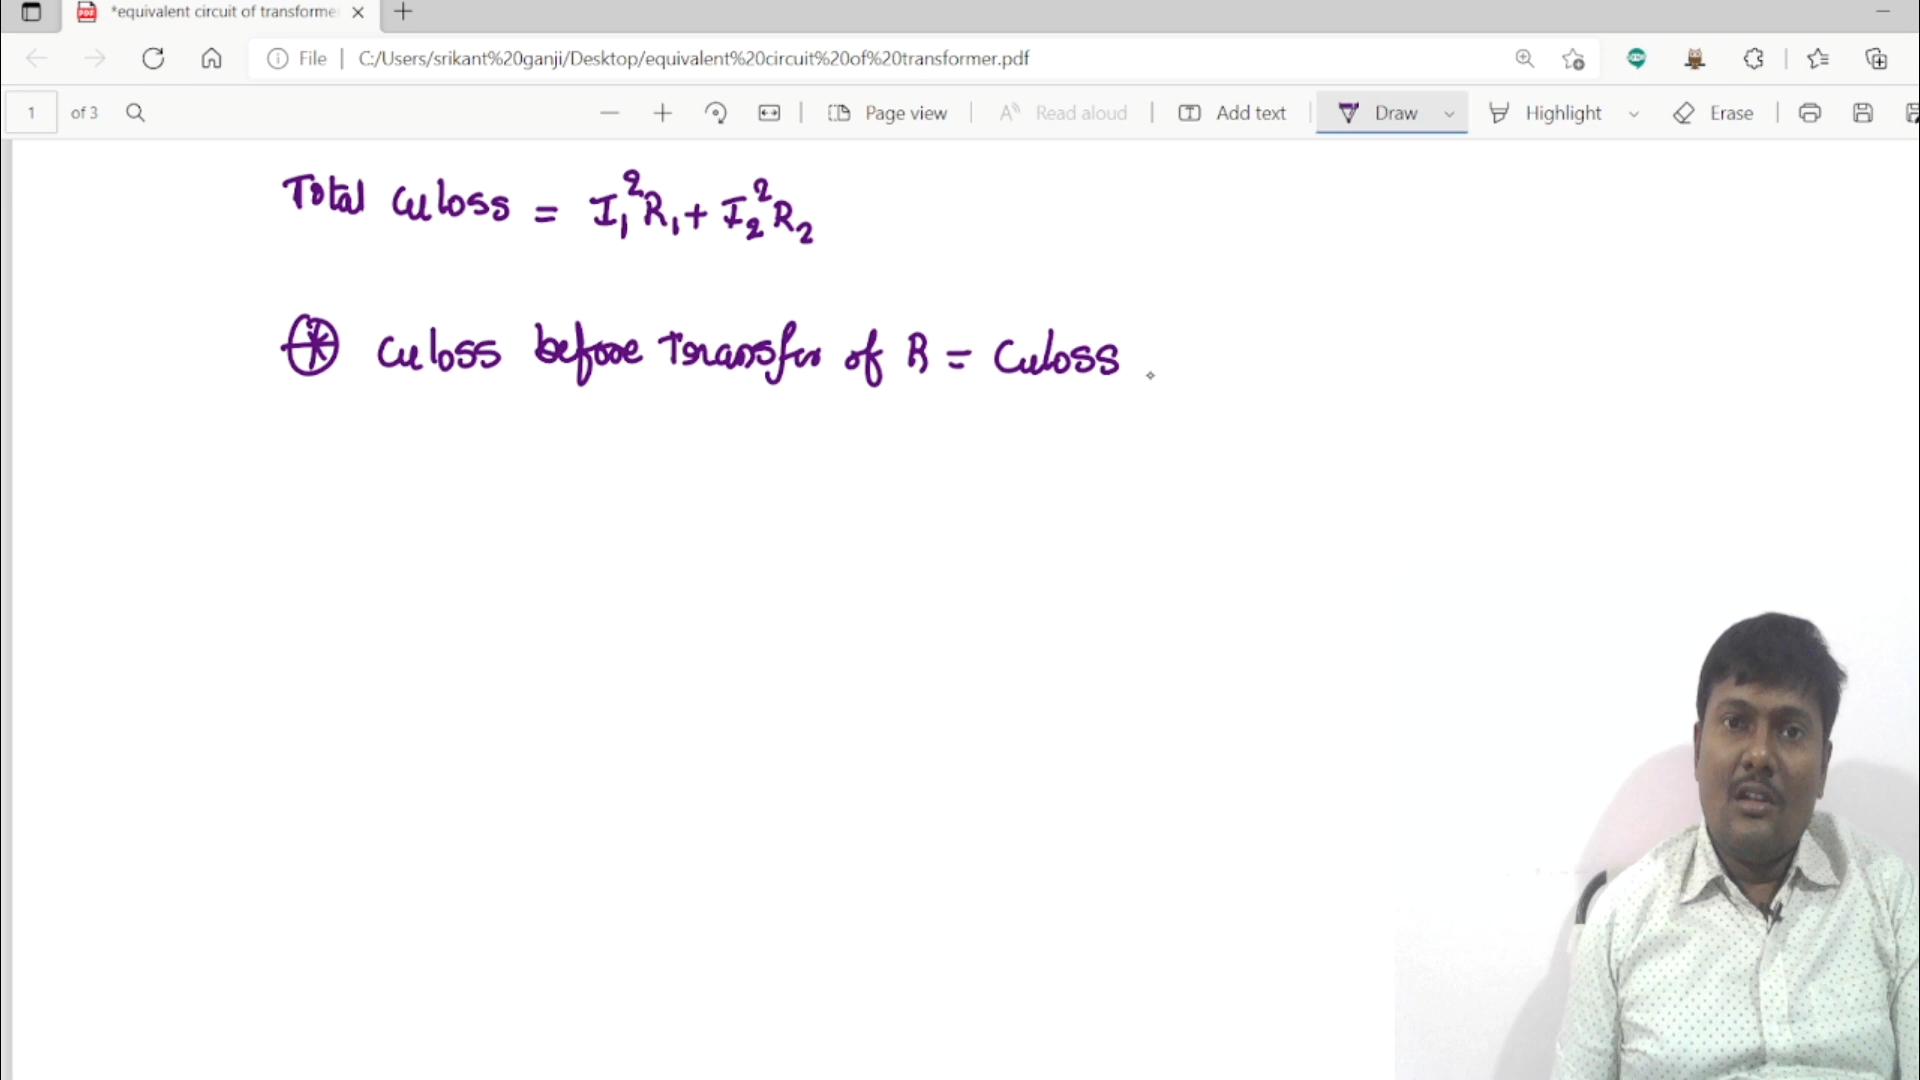 *equivalent circuit of transforme
File | C:/Users/srikant%20ganji/Desktop/equivalent%20circuit%20of%20transformer.pdf
1 of 3 Page view Read aloud Add text Draw Highlight Erase
Total Culoss = I₁²R₁ + I₂²R₂
* Culoss before Transfer of R = Culoss